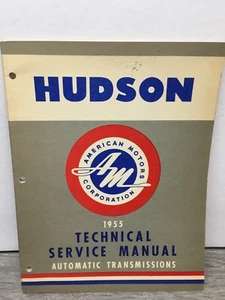 HUDSON
AMERICAN MOTORS
AM
CORPORATION
1955
TECHNICAL
SERVICE MANUAL
AUTOMATIC TRANSMISSIONS